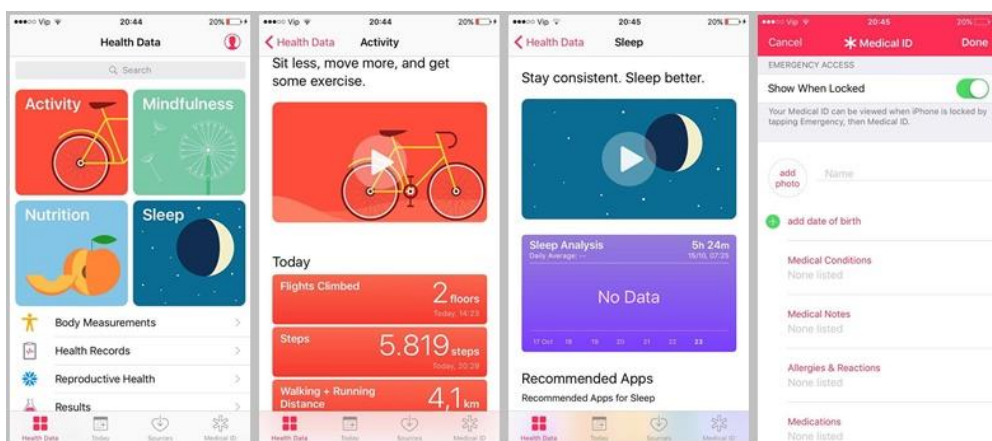 Vip 20:44 20%
Health Data
Search
Activity
Mindfulness
Nutrition
Sleep
Body Measurements
Health Records
Reproductive Health
Results
Health Data Today Sources Medical ID
Vip 20:44 20%
Health Data Activity
Sit less, move more, and get
some exercise.
Today
Flights Climbed
2 floors
Today, 14:23
Steps
5.819 steps
Today, 20:28
Walking + Running
Distance
4,1 km
Health Data Today Sources Medical ID
Vip 20:45 20%
Health Data Sleep
Stay consistent. Sleep better.
Sleep Analysis 5h 24m
Daily Average: -- 15/10, 07:25
No Data
17 Oct 18 19 20 21 22 23
Recommended Apps
Recommended Apps for Sleep
Health Data Today Sources Medical ID
Vip 20:45 20%
Cancel Medical ID Done
EMERGENCY ACCESS
Show When Locked
Your Medical ID can be viewed when iPhone is locked by
tapping Emergency, then Medical ID.
add
photo
Name
add date of birth
Medical Conditions
None listed
Medical Notes
None listed
Allergies & Reactions
None listed
Medications
None listed